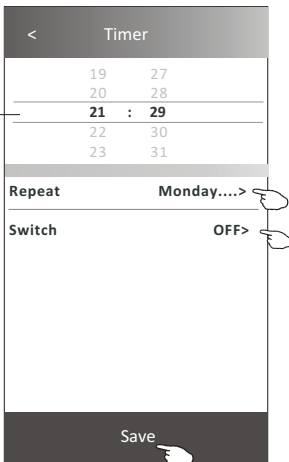 < Timer
19 27
20 28
21 : 29
22 30
23 31
Repeat Monday....>
Switch OFF>
Save